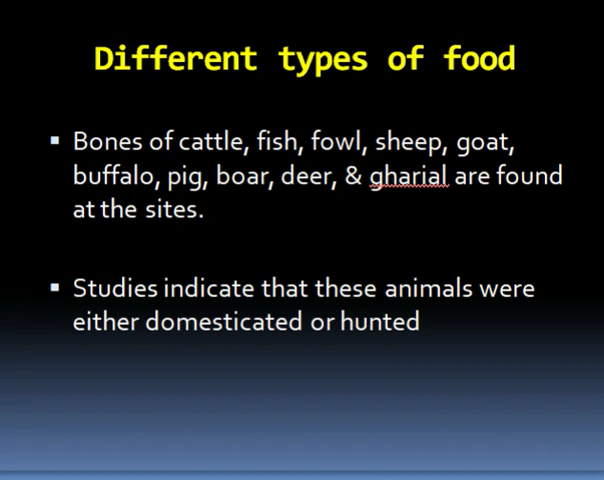 Different types of food
▪ Bones of cattle, fish, fowl, sheep, goat,
buffalo, pig, boar, deer, & gharial are found
at the sites.
▪ Studies indicate that these animals were
either domesticated or hunted